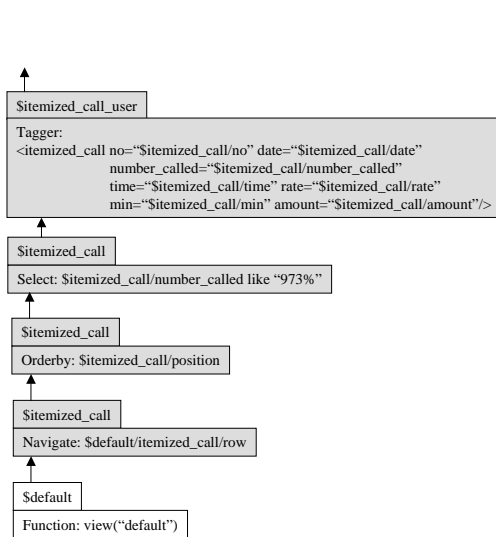 $itemized_call_user
Tagger:
<itemized_call no=“$itemized_call/no” date=“$itemized_call/date”
number_called=“$itemized_call/number_called”
time=“$itemized_call/time” rate=“$itemized_call/rate”
min=“$itemized_call/min” amount=“$itemized_call/amount”/>
$itemized_call
Select: $itemized_call/number_called like “973%”
$itemized_call
Orderby: $itemized_call/position
$itemized_call
Navigate: $default/itemized_call/row
$default
Function: view(“default”)